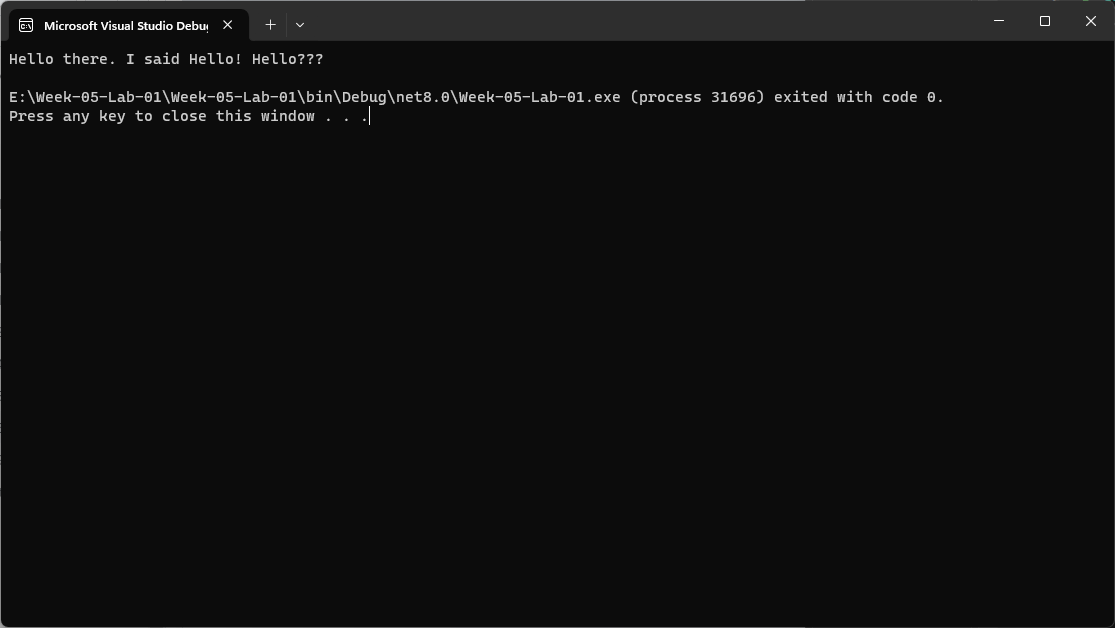 Microsoft Visual Studio Debu
Hello there. I said Hello! Hello???
E:\Week-05-Lab-01\Week-05-Lab-01\bin\Debug\net8.0\Week-05-Lab-01.exe (process 31696) exited with code 0.
Press any key to close this window . . .